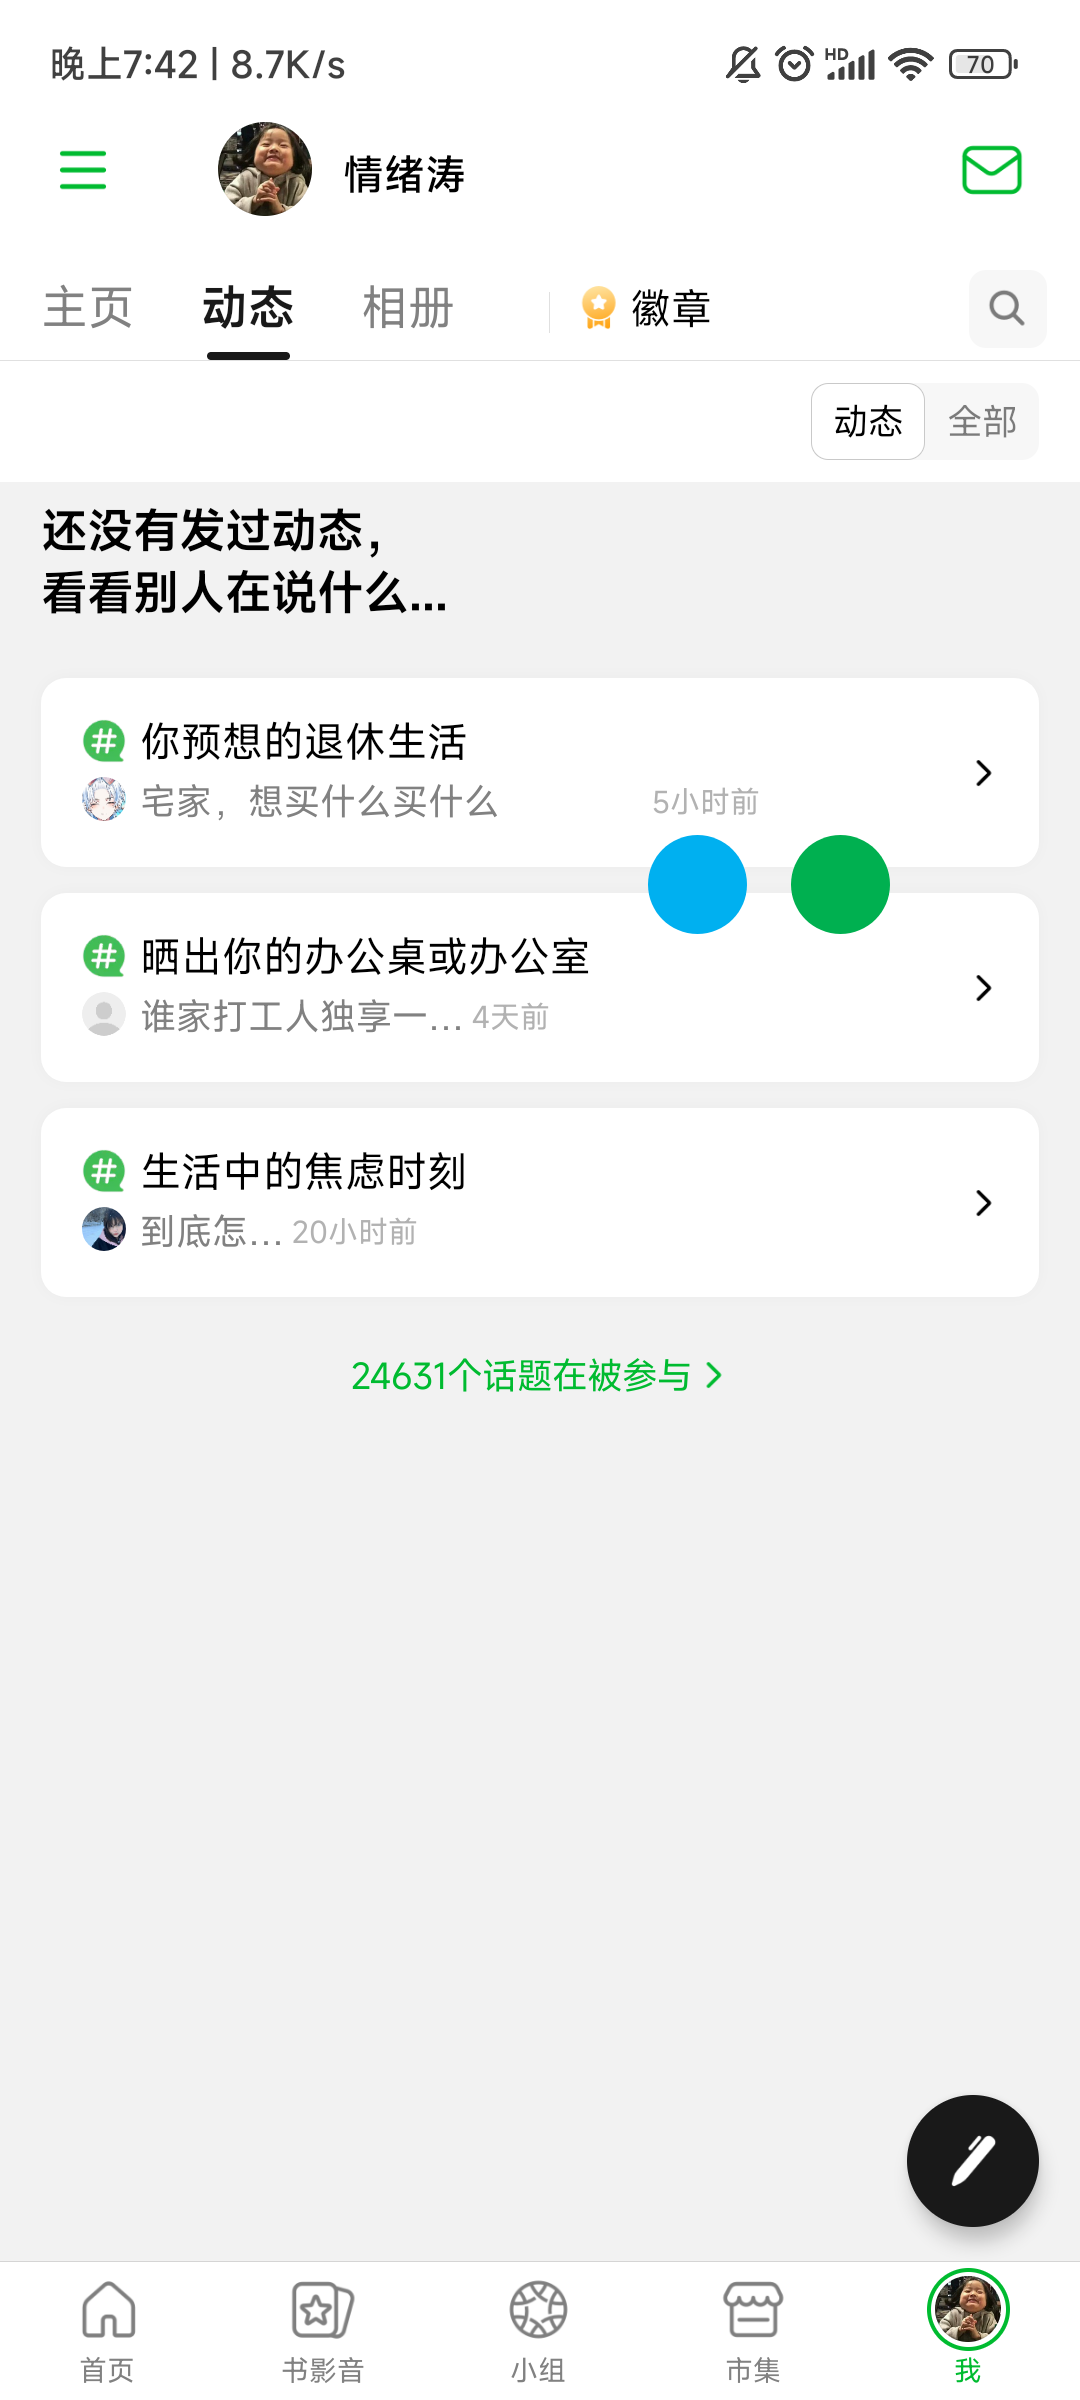 晚上7:42 | 8.7K/s
HD
70
情绪涛
主页
动态
相册
徽章
动态
全部
还没有发过动态，
看看别人在说什么...
你预想的退休生活
宅家，想买什么买什么 5小时前
晒出你的办公桌或办公室
谁家打工人独享一... 4天前
生活中的焦虑时刻
到底怎... 20小时前
24631个话题在被参与
首页
书影音
小组
市集
我